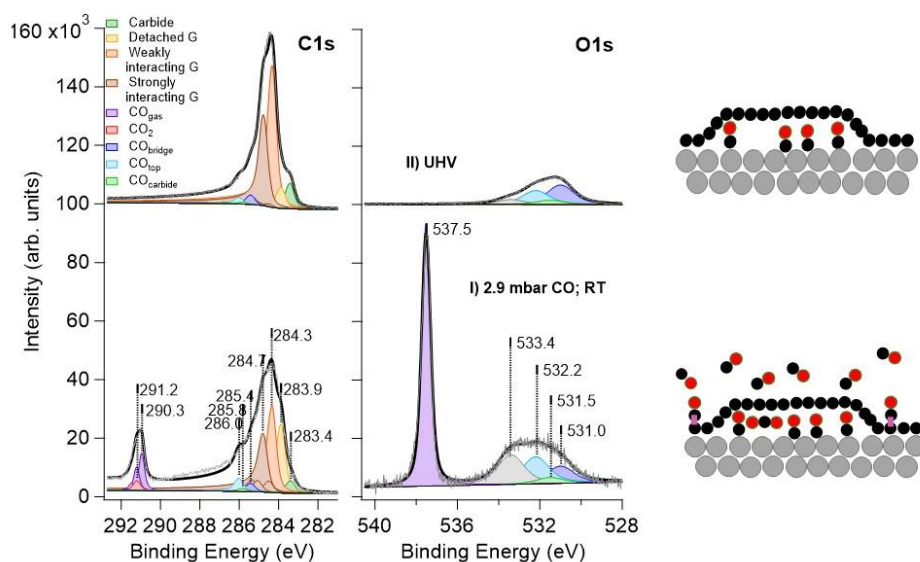 160 x10³
140
120
100
80
60
40
20
0
Intensity (arb. units)
Carbide
Detached G
Weakly
interacting G
Strongly
interacting G
CO_gas
CO_2
CO_bridge
CO_top
CO_carbide
C1s
291.2
290.3
286.0
285.8
285.4
284.7
284.3
283.9
283.4
292 290 288 286 284 282
Binding Energy (eV)
O1s
II) UHV
537.5
I) 2.9 mbar CO; RT
533.4
532.2
531.5
531.0
540 536 532 528
Binding Energy (eV)